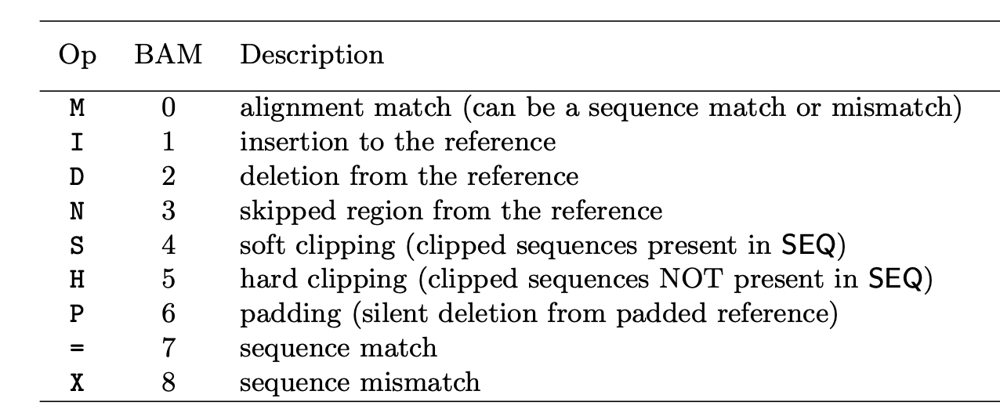 Op BAM Description
M 0 alignment match (can be a sequence match or mismatch)
I 1 insertion to the reference
D 2 deletion from the reference
N 3 skipped region from the reference
S 4 soft clipping (clipped sequences present in SEQ)
H 5 hard clipping (clipped sequences NOT present in SEQ)
P 6 padding (silent deletion from padded reference)
= 7 sequence match
X 8 sequence mismatch